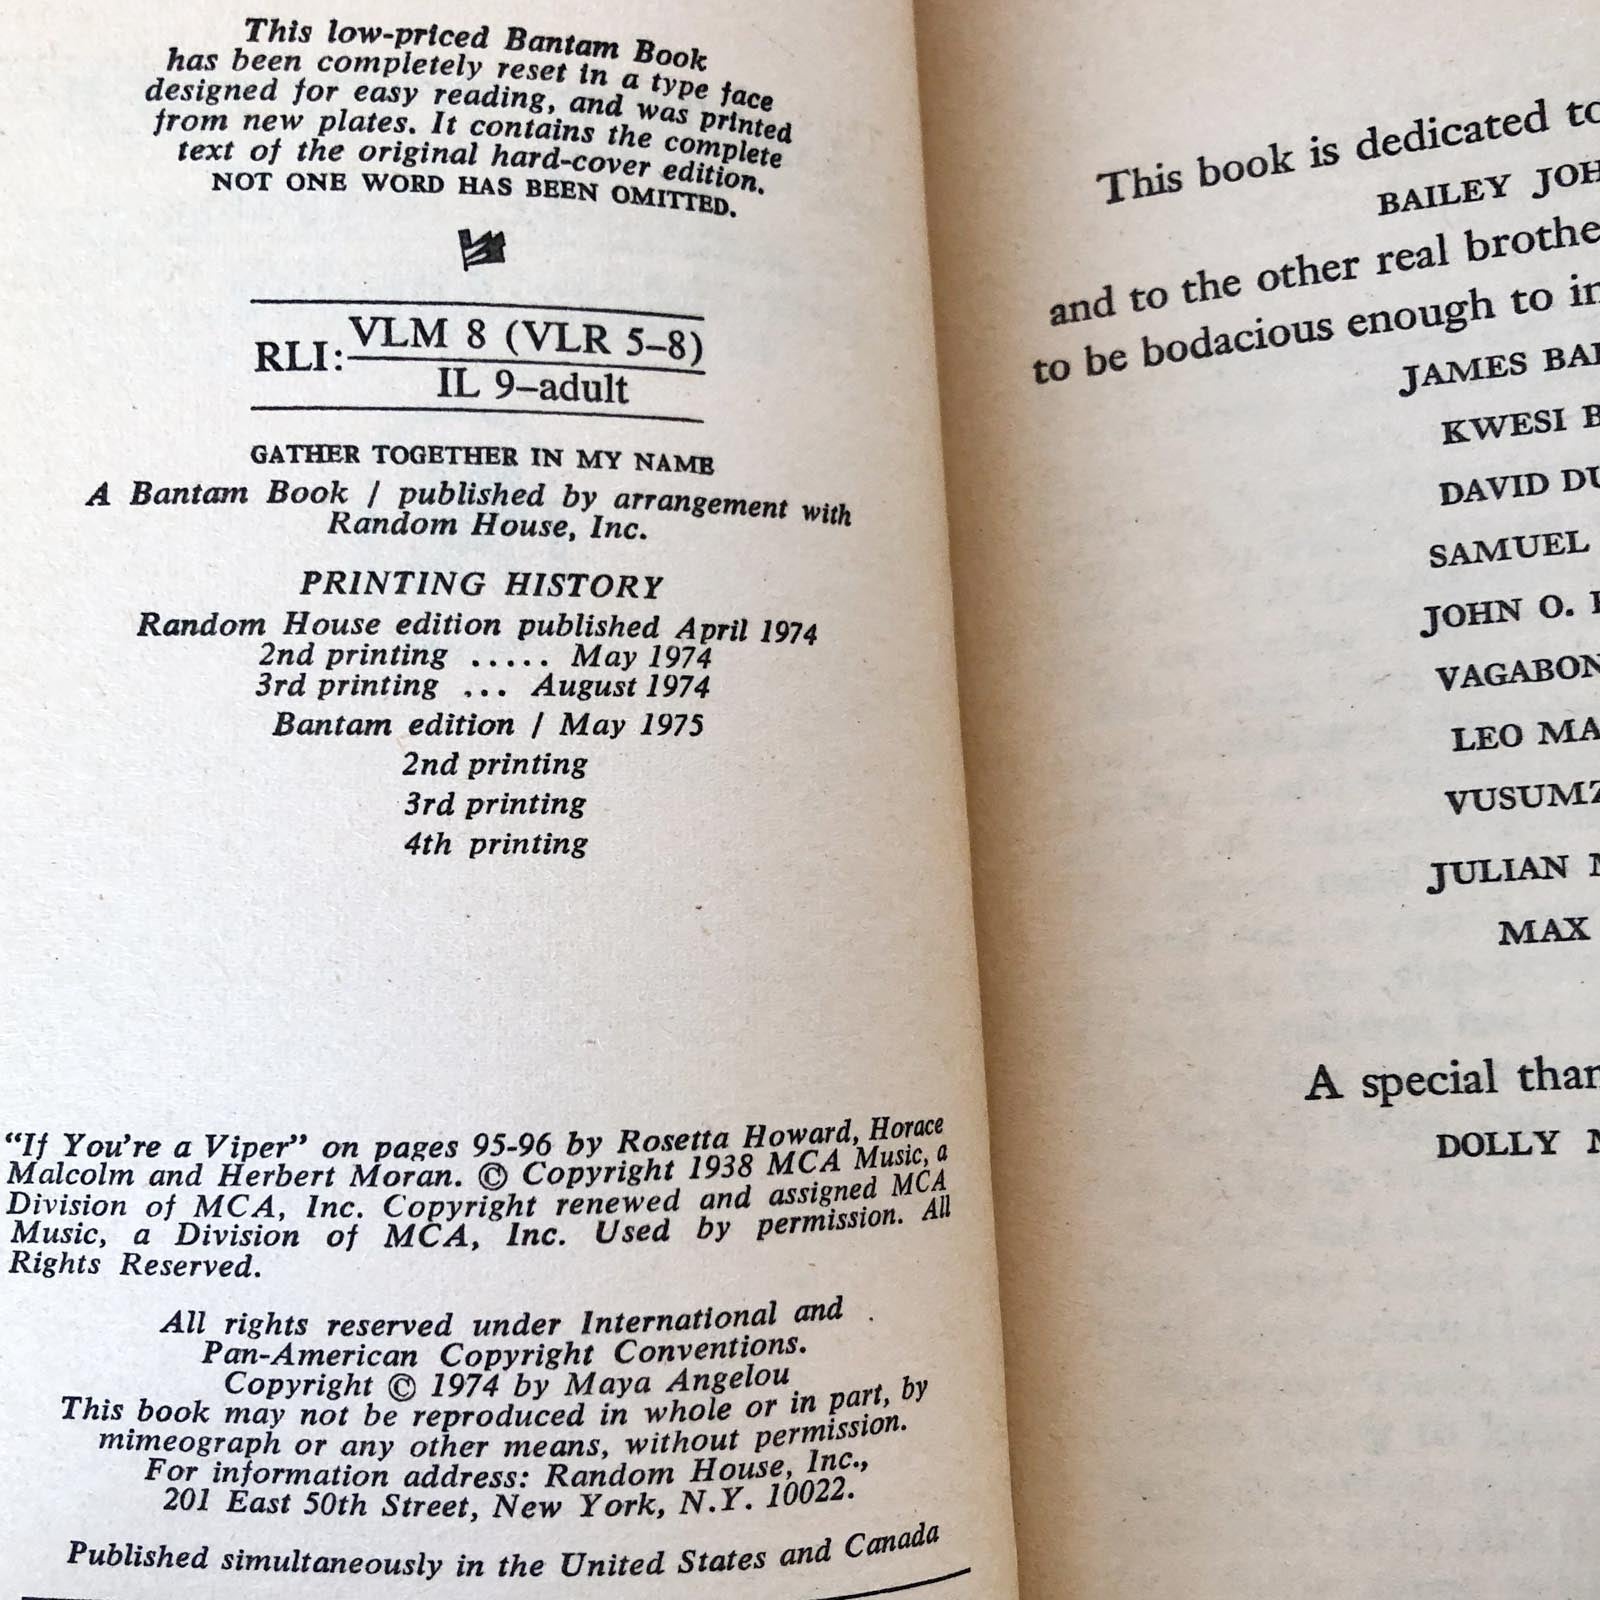 This low-priced Bantam Book
has been completely reset in a type face
designed for easy reading, and was printed
from new plates. It contains the complete
text of the original hard-cover edition.
NOT ONE WORD HAS BEEN OMITTED.
RLI: VLM 8 (VLR 5–8)
IL 9–adult
GATHER TOGETHER IN MY NAME
A Bantam Book / published by arrangement with
Random House, Inc.
PRINTING HISTORY
Random House edition published April 1974
2nd printing ..... May 1974
3rd printing ... August 1974
Bantam edition / May 1975
2nd printing
3rd printing
4th printing
“If You're a Viper” on pages 95-96 by Rosetta Howard, Horace
Malcolm and Herbert Moran. © Copyright 1938 MCA Music, a
Division of MCA, Inc. Copyright renewed and assigned MCA
Music, a Division of MCA, Inc. Used by permission. All
Rights Reserved.
All rights reserved under International and
Pan-American Copyright Conventions.
Copyright © 1974 by Maya Angelou
This book may not be reproduced in whole or in part, by
mimeograph or any other means, without permission.
For information address: Random House, Inc.,
201 East 50th Street, New York, N.Y. 10022.
Published simultaneously in the United States and Canada
This book is dedicated to
BAILEY JOH
and to the other real brothe
to be bodacious enough to in
JAMES BAL
KWESI B
DAVID DU
SAMUEL
JOHN O.
VAGABON
LEO MA
VUSUMZ
JULIAN
MAX
A special than
DOLLY